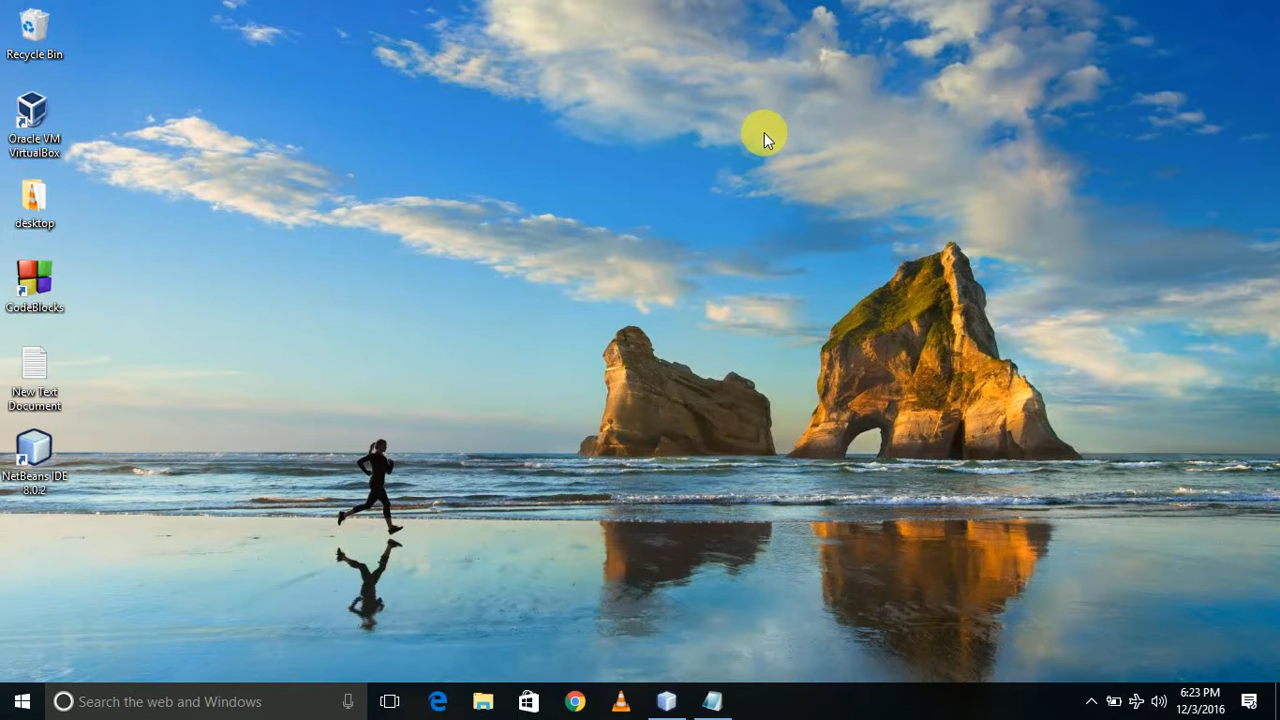 Recycle Bin
Oracle VM
VirtualBox
desktop
CodeBlocks
New Text
Document
NetBeans IDE
8.0.2
Search the web and Windows
6:23 PM
12/3/2016